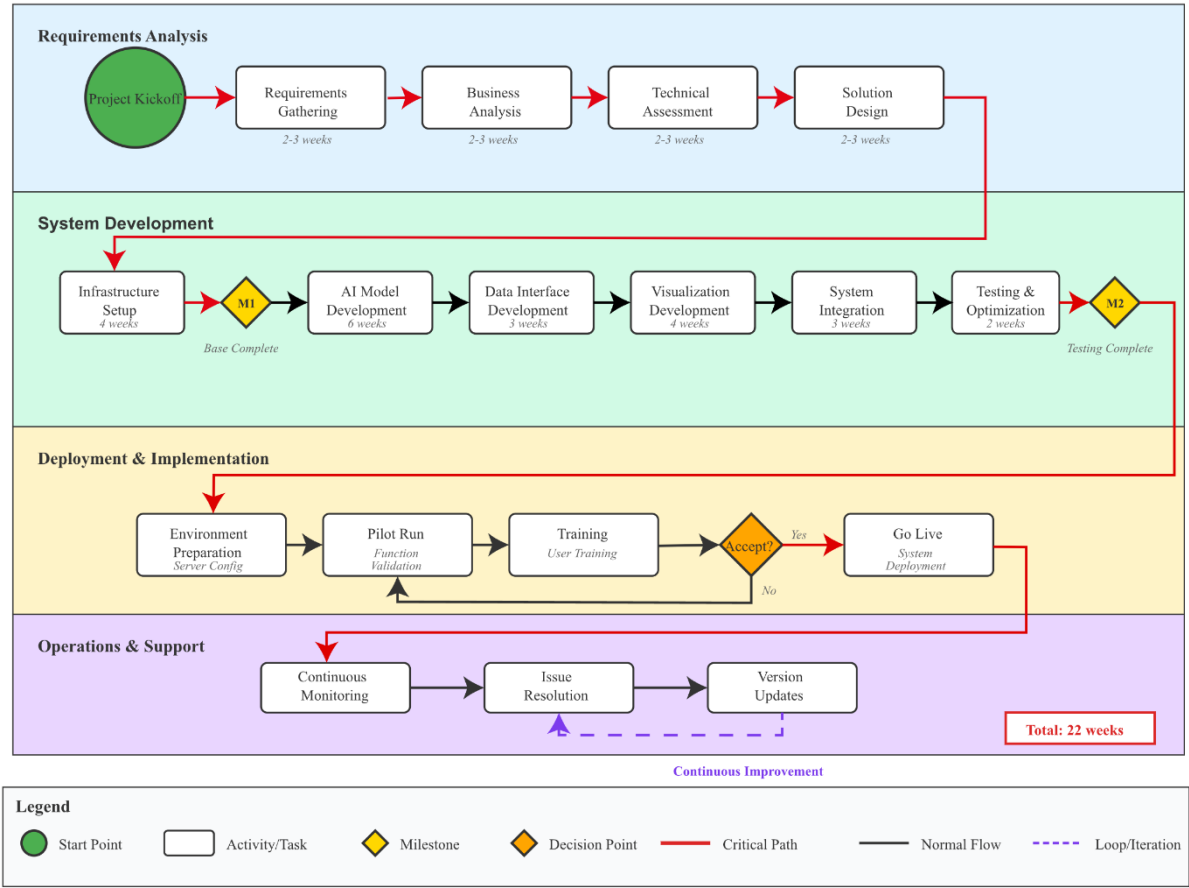 Requirements Analysis
Project Kickoff
Requirements
Gathering
2-3 weeks
Business
Analysis
2-3 weeks
Technical
Assessment
2-3 weeks
Solution
Design
2-3 weeks
System Development
Infrastructure
Setup
4 weeks
M1
Base Complete
AI Model
Development
6 weeks
Data Interface
Development
3 weeks
Visualization
Development
4 weeks
System
Integration
3 weeks
Testing &
Optimization
2 weeks
M2
Testing Complete
Deployment & Implementation
Environment
Preparation
Server Config
Pilot Run
Function
Validation
Training
User Training
Accept?
Yes
No
Go Live
System
Deployment
Operations & Support
Continuous
Monitoring
Issue
Resolution
Version
Updates
Total: 22 weeks
Continuous Improvement
Legend
Start Point
Activity/Task
Milestone
Decision Point
Critical Path
Normal Flow
Loop/Iteration